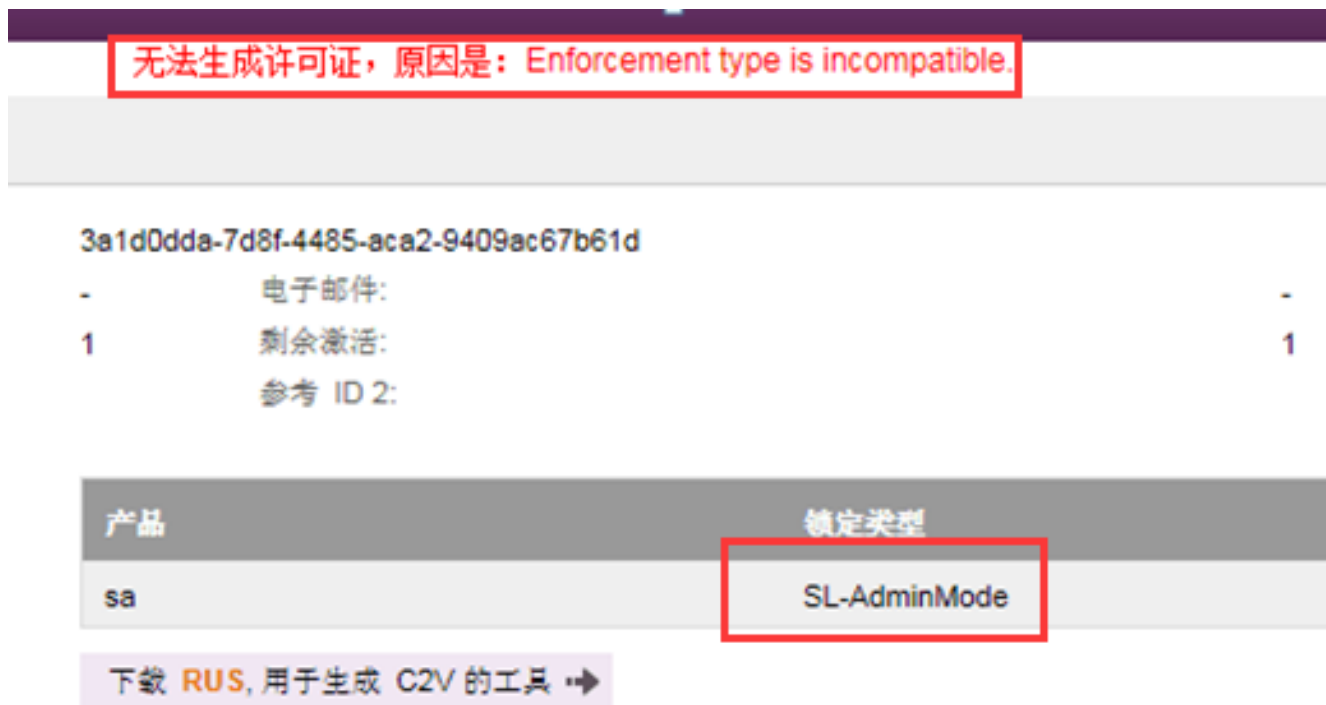 无法生成许可证，原因是：Enforcement type is incompatible.
3a1d0dda-7d8f-4485-aca2-9409ac67b61d
- 电子邮件: -
1 剩余激活: 1
参考 ID 2:
产品 锁定类型
sa SL-AdminMode
下载 RUS, 用于生成 C2V 的工具